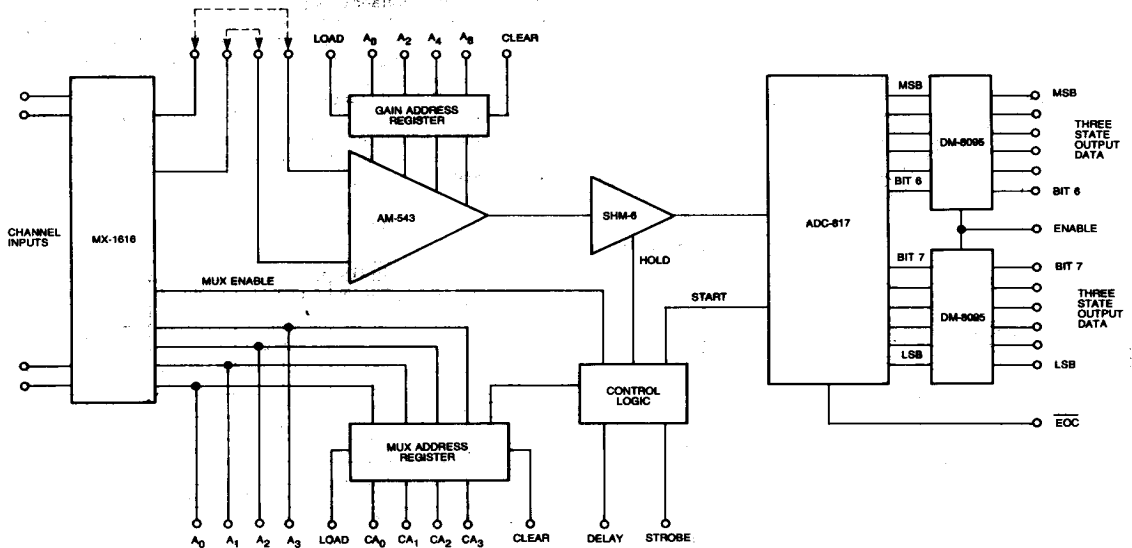 LOAD
A0
A2
A4
A8
CLEAR
GAIN ADDRESS
REGISTER
MX-1616
CHANNEL
INPUTS
AM-543
SHM-6
HOLD
MUX ENABLE
START
ADC-817
MSB
BIT 6
BIT 7
LSB
DM-8095
DM-8095
MSB
THREE
STATE
OUTPUT
DATA
BIT 6
ENABLE
BIT 7
THREE
STATE
OUTPUT
DATA
LSB
EOC
CONTROL
LOGIC
MUX ADDRESS
REGISTER
A0
A1
A2
A3
LOAD
CA0
CA1
CA2
CA3
CLEAR
DELAY
STROBE